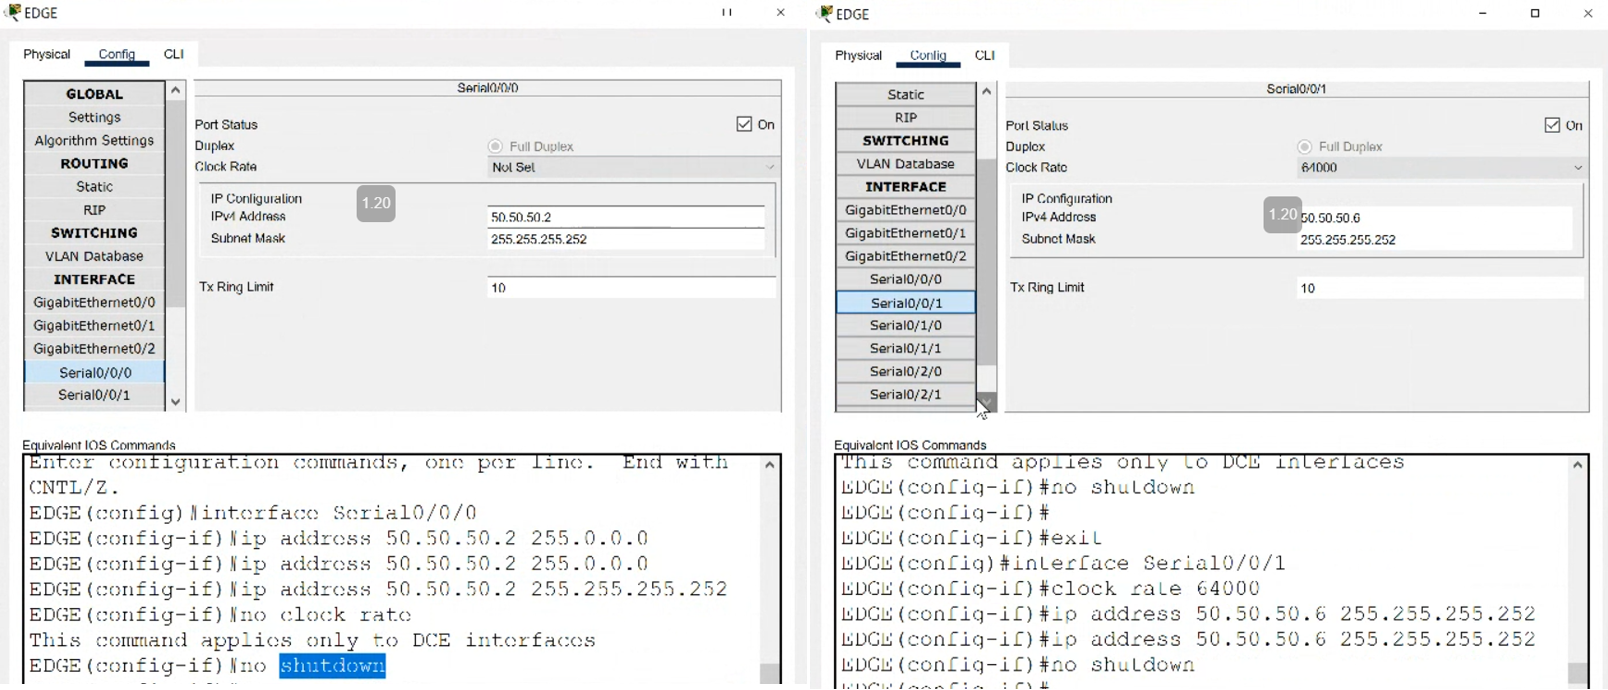 EDGE
Physical Config CLI
GLOBAL
Settings
Algorithm Settings
ROUTING
Static
RIP
SWITCHING
VLAN Database
INTERFACE
GigabitEthernet0/0
GigabitEthernet0/1
GigabitEthernet0/2
Serial0/0/0
Serial0/0/1
Serial0/0/0
Port Status On
Duplex Full Duplex
Clock Rate Not Set
IP Configuration
1.20
IPv4 Address 50.50.50.2
Subnet Mask 255.255.255.252
Tx Ring Limit 10
Equivalent IOS Commands
Enter configuration commands, one per line. End with
CNTL/Z.
EDGE(config)#interface Serial0/0/0
EDGE(config-if)#ip address 50.50.50.2 255.0.0.0
EDGE(config-if)#ip address 50.50.50.2 255.0.0.0
EDGE(config-if)#ip address 50.50.50.2 255.255.255.252
EDGE(config-if)#no clock rate
This command applies only to DCE interfaces
EDGE(config-if)#no shutdown
EDGE
Physical Config CLI
Static
RIP
SWITCHING
VLAN Database
INTERFACE
GigabitEthernet0/0
GigabitEthernet0/1
GigabitEthernet0/2
Serial0/0/0
Serial0/0/1
Serial0/1/0
Serial0/1/1
Serial0/2/0
Serial0/2/1
Serial0/0/1
Port Status On
Duplex Full Duplex
Clock Rate 64000
IP Configuration
1.20
IPv4 Address 50.50.50.6
Subnet Mask 255.255.255.252
Tx Ring Limit 10
Equivalent IOS Commands
This command applies only to DCE interfaces
EDGE(config-if)#no shutdown
EDGE(config-if)#
EDGE(config-if)#exit
EDGE(config)#interface Serial0/0/1
EDGE(config-if)#clock rate 64000
EDGE(config-if)#ip address 50.50.50.6 255.255.255.252
EDGE(config-if)#ip address 50.50.50.6 255.255.255.252
EDGE(config-if)#no shutdown
EDGE(config-if)#